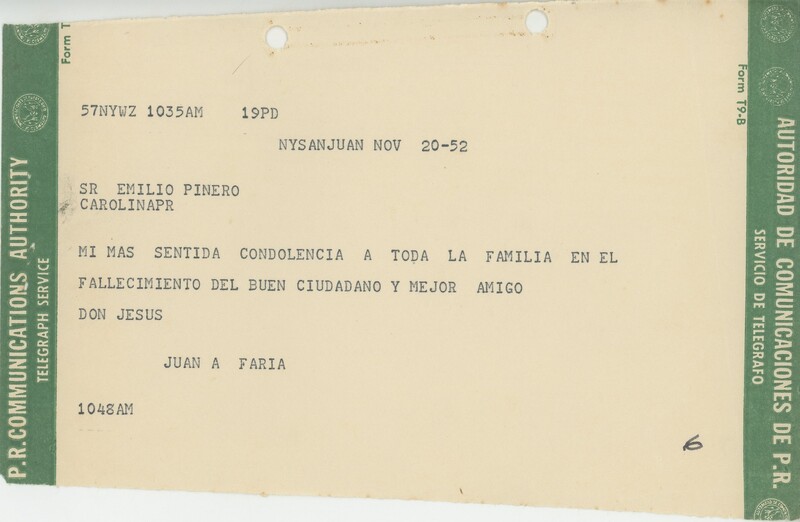 P.R. COMMUNICATIONS AUTHORITY
TELEGRAPH SERVICE
Form T
57NYWZ 1035AM 19PD
NYSANJUAN NOV 20-52
SR EMILIO PINERO
CAROLINAPR
MI MAS SENTIDA CONDOLENCIA A TODA LA FAMILIA EN EL
FALLECIMIENTO DEL BUEN CIUDADANO Y MEJOR AMIGO
DON JESUS
JUAN A FARIA
1048AM
6
Form T9-B
AUTORIDAD DE COMUNICACIONES DE P.R.
SERVICIO DE TELEGRAFO